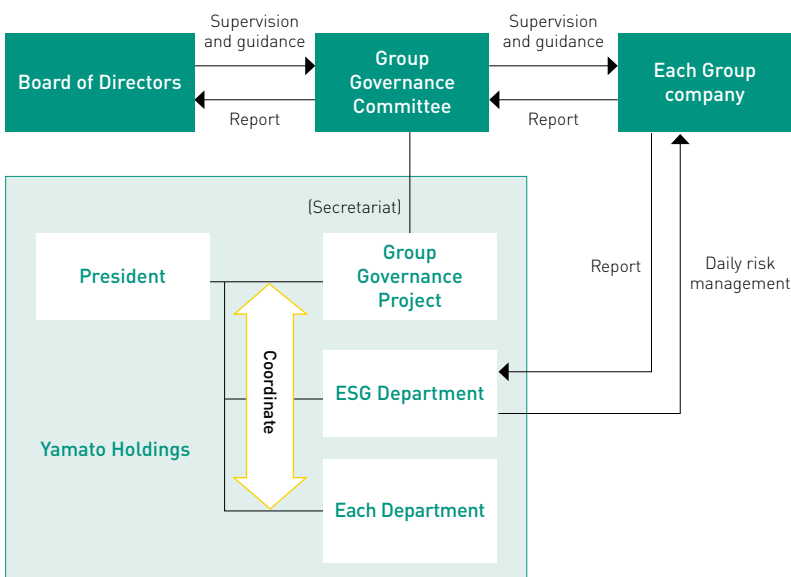 Supervision
and guidance
Supervision
and guidance
Board of Directors
Group
Governance
Committee
Each Group
company
Report
Report
(Secretariat)
President
Group
Governance
Project
Report
Daily risk
management
Coordinate
ESG Department
Yamato Holdings
Each Department